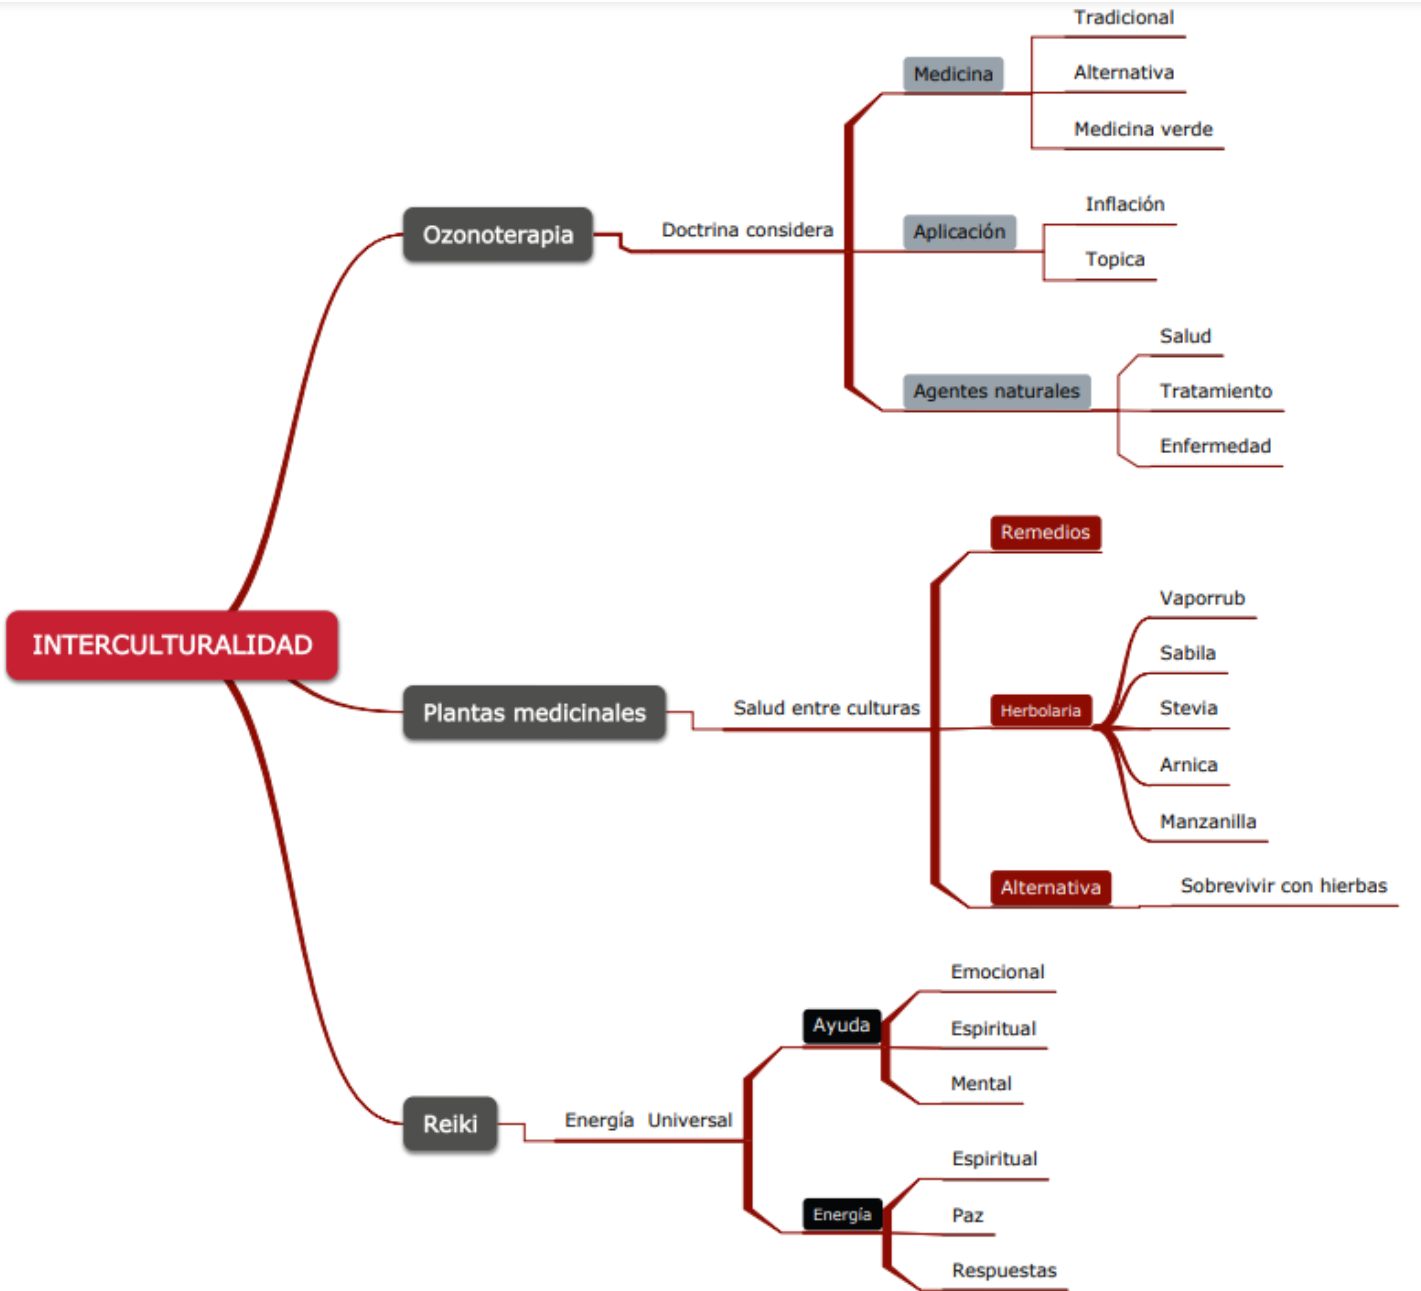 INTERCULTURALIDAD
Ozonoterapia
Doctrina considera
Medicina
Tradicional
Alternativa
Medicina verde
Aplicación
Inflación
Topica
Agentes naturales
Salud
Tratamiento
Enfermedad
Plantas medicinales
Salud entre culturas
Remedios
Herbolaria
Vaporrub
Sabila
Stevia
Arnica
Manzanilla
Alternativa
Sobrevivir con hierbas
Reiki
Energía Universal
Ayuda
Emocional
Espiritual
Mental
Energía
Espiritual
Paz
Respuestas